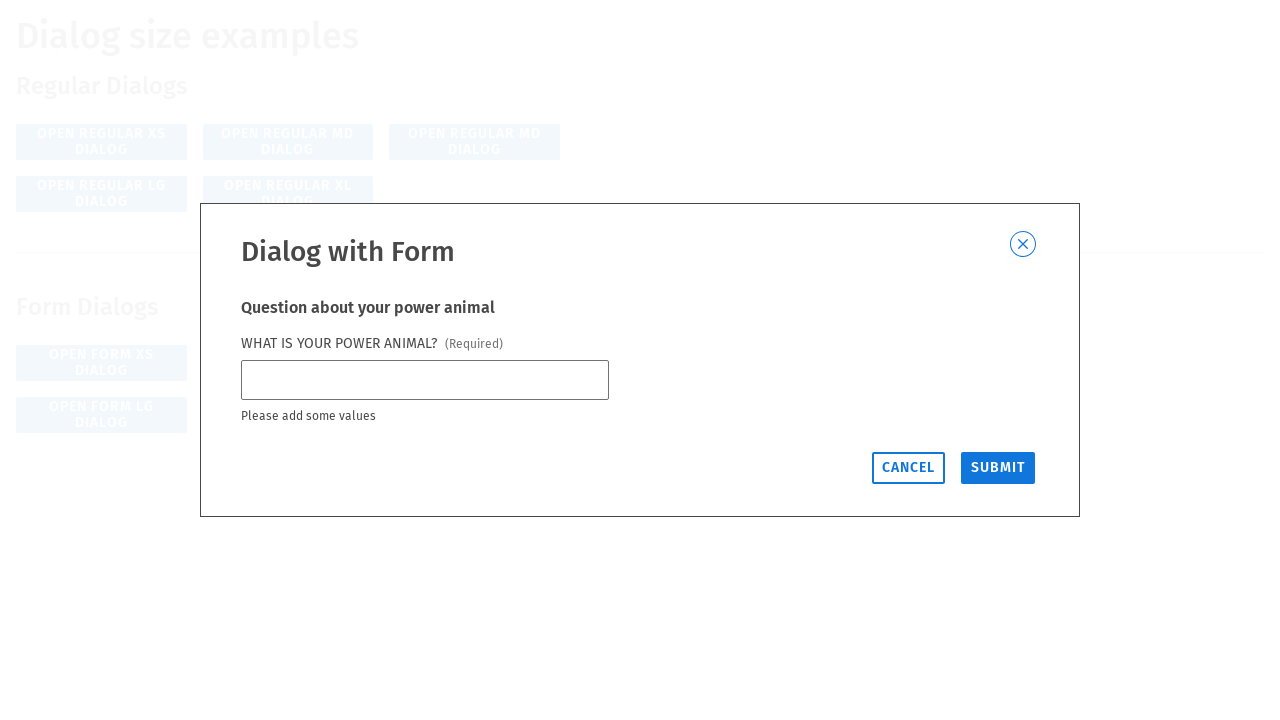 Dialog size examples
Regular Dialogs
OPEN REGULAR XS
DIALOG
OPEN REGULAR MD
DIALOG
OPEN REGULAR MD
DIALOG
OPEN REGULAR LG
DIALOG
OPEN REGULAR XL
DIALOG
Dialog with Form
Question about your power animal
WHAT IS YOUR POWER ANIMAL? (Required)
Please add some values
CANCEL
SUBMIT
Form Dialogs
OPEN FORM XS
DIALOG
OPEN FORM LG
DIALOG